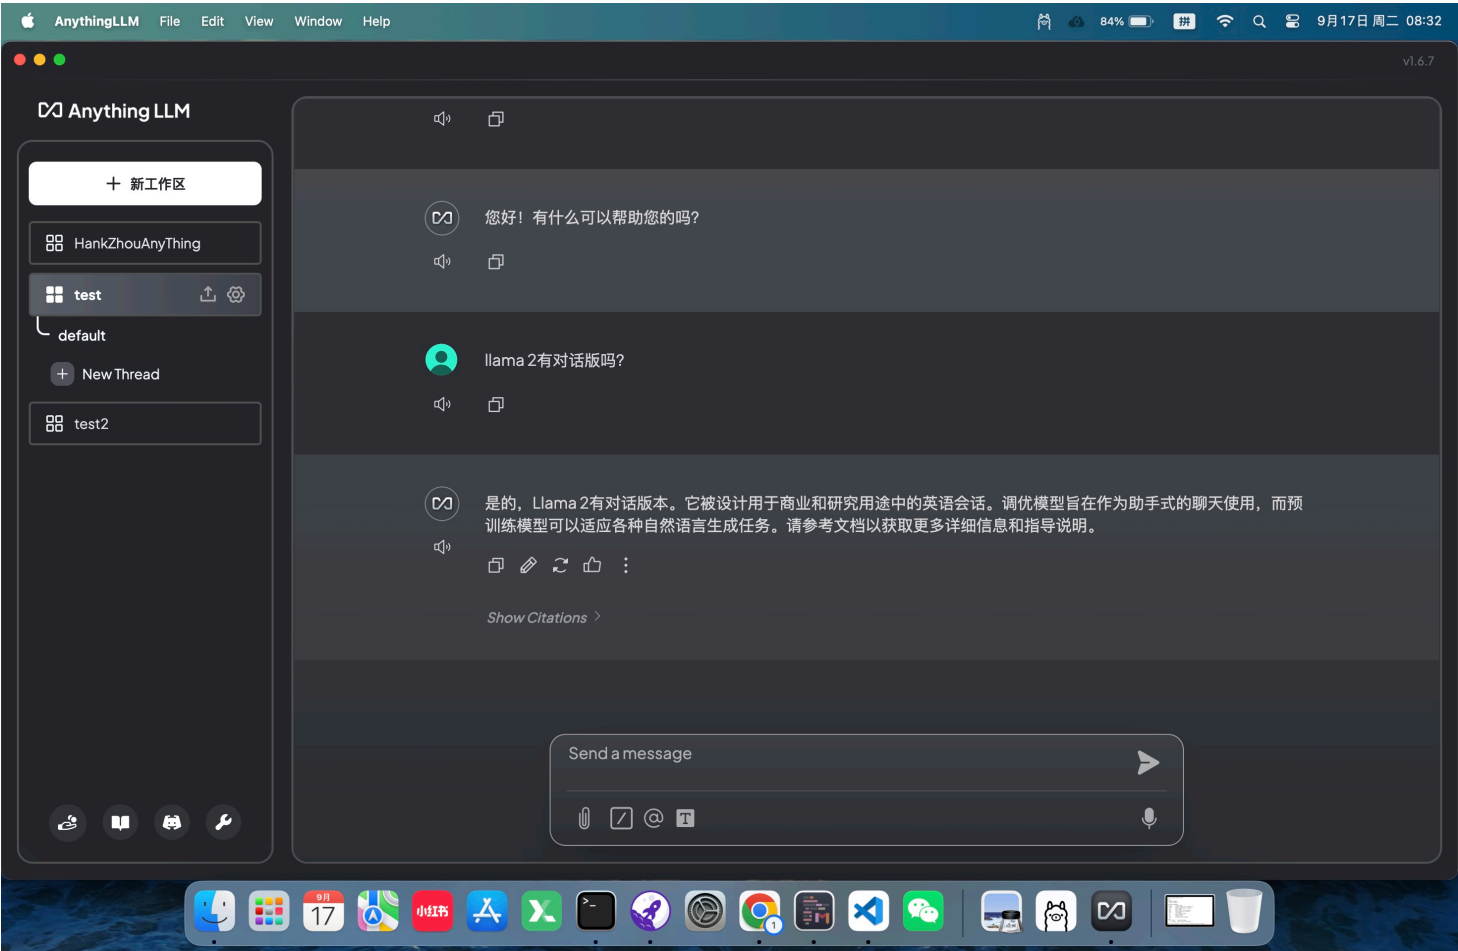 AnythingLLM File Edit View Window Help
84% 拼 9月17日 周二 08:32
v1.6.7
Anything LLM
新工作区
HankZhouAnyThing
test
default
New Thread
test2
您好！有什么可以帮助您的吗?
llama 2有对话版吗?
是的，Llama 2有对话版本。它被设计用于商业和研究用途中的英语会话。调优模型旨在作为助手式的聊天使用，而预
训练模型可以适应各种自然语言生成任务。请参考文档以获取更多详细信息和指导说明。
Show Citations
Send a message
T
9月
17
小红书
1